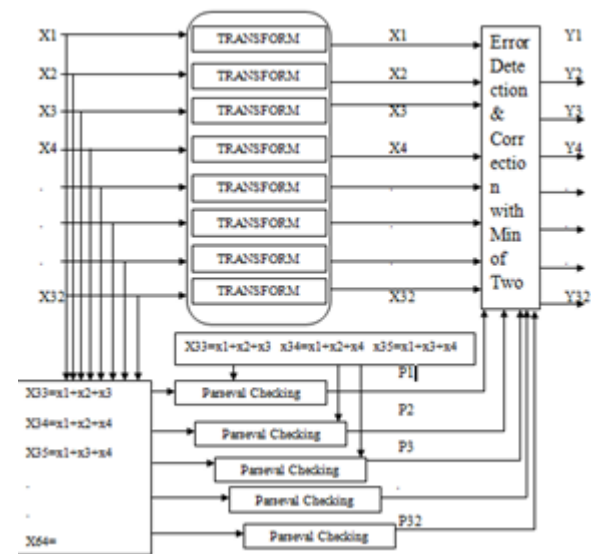 X1 TRANSFORM X1 Y1
X2 TRANSFORM X2 Y2
X3 TRANSFORM X3 Y3
X4 TRANSFORM X4 Y4
. TRANSFORM . .
. TRANSFORM . .
. TRANSFORM . .
X32 TRANSFORM X32 Y32
Error
Dete
ction
&
Corr
ectio
n
with
Min
of
Two
X33=x1+x2+x3 x34=x1+x2+x4 x35=x1+x3+x4
X33=x1+x2+x3 Parseval Checking P1
X34=x1+x2+x4 Parseval Checking P2
X35=x1+x3+x4 Parseval Checking P3
. Parseval Checking .
.
X64= Parseval Checking P32